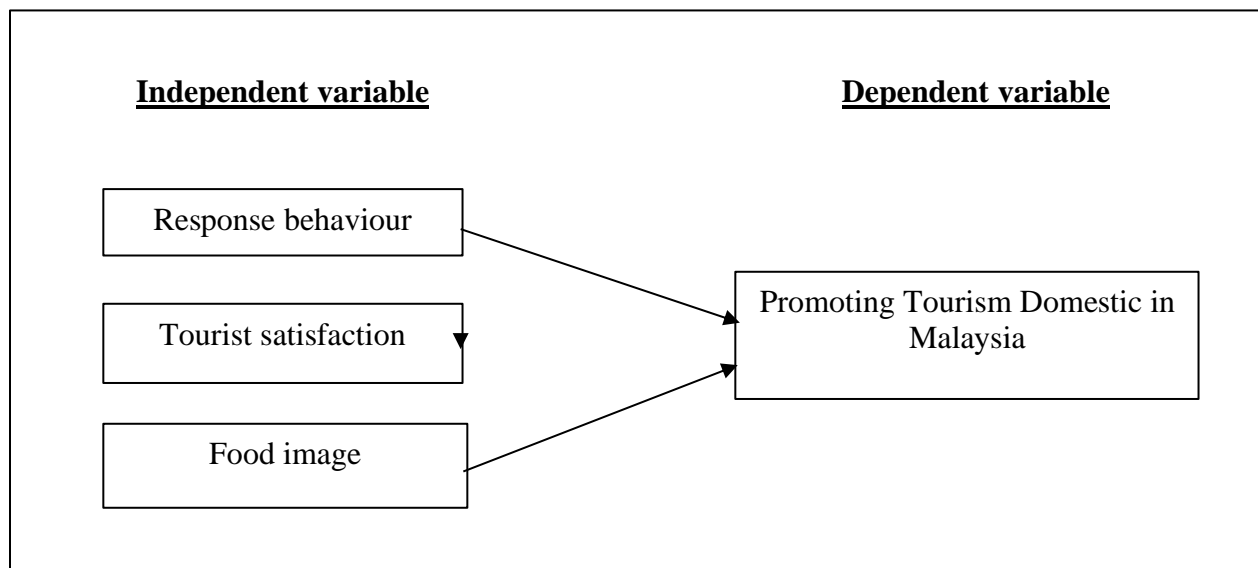 Independent variable
Dependent variable
Response behaviour
Tourist satisfaction
Food image
Promoting Tourism Domestic in
Malaysia